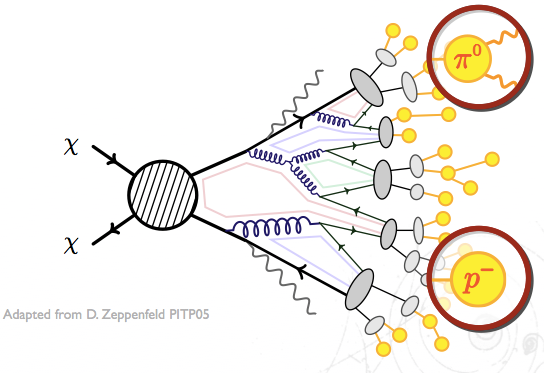 π⁰
χ
χ
p⁻
Adapted from D. Zeppenfeld PITP05